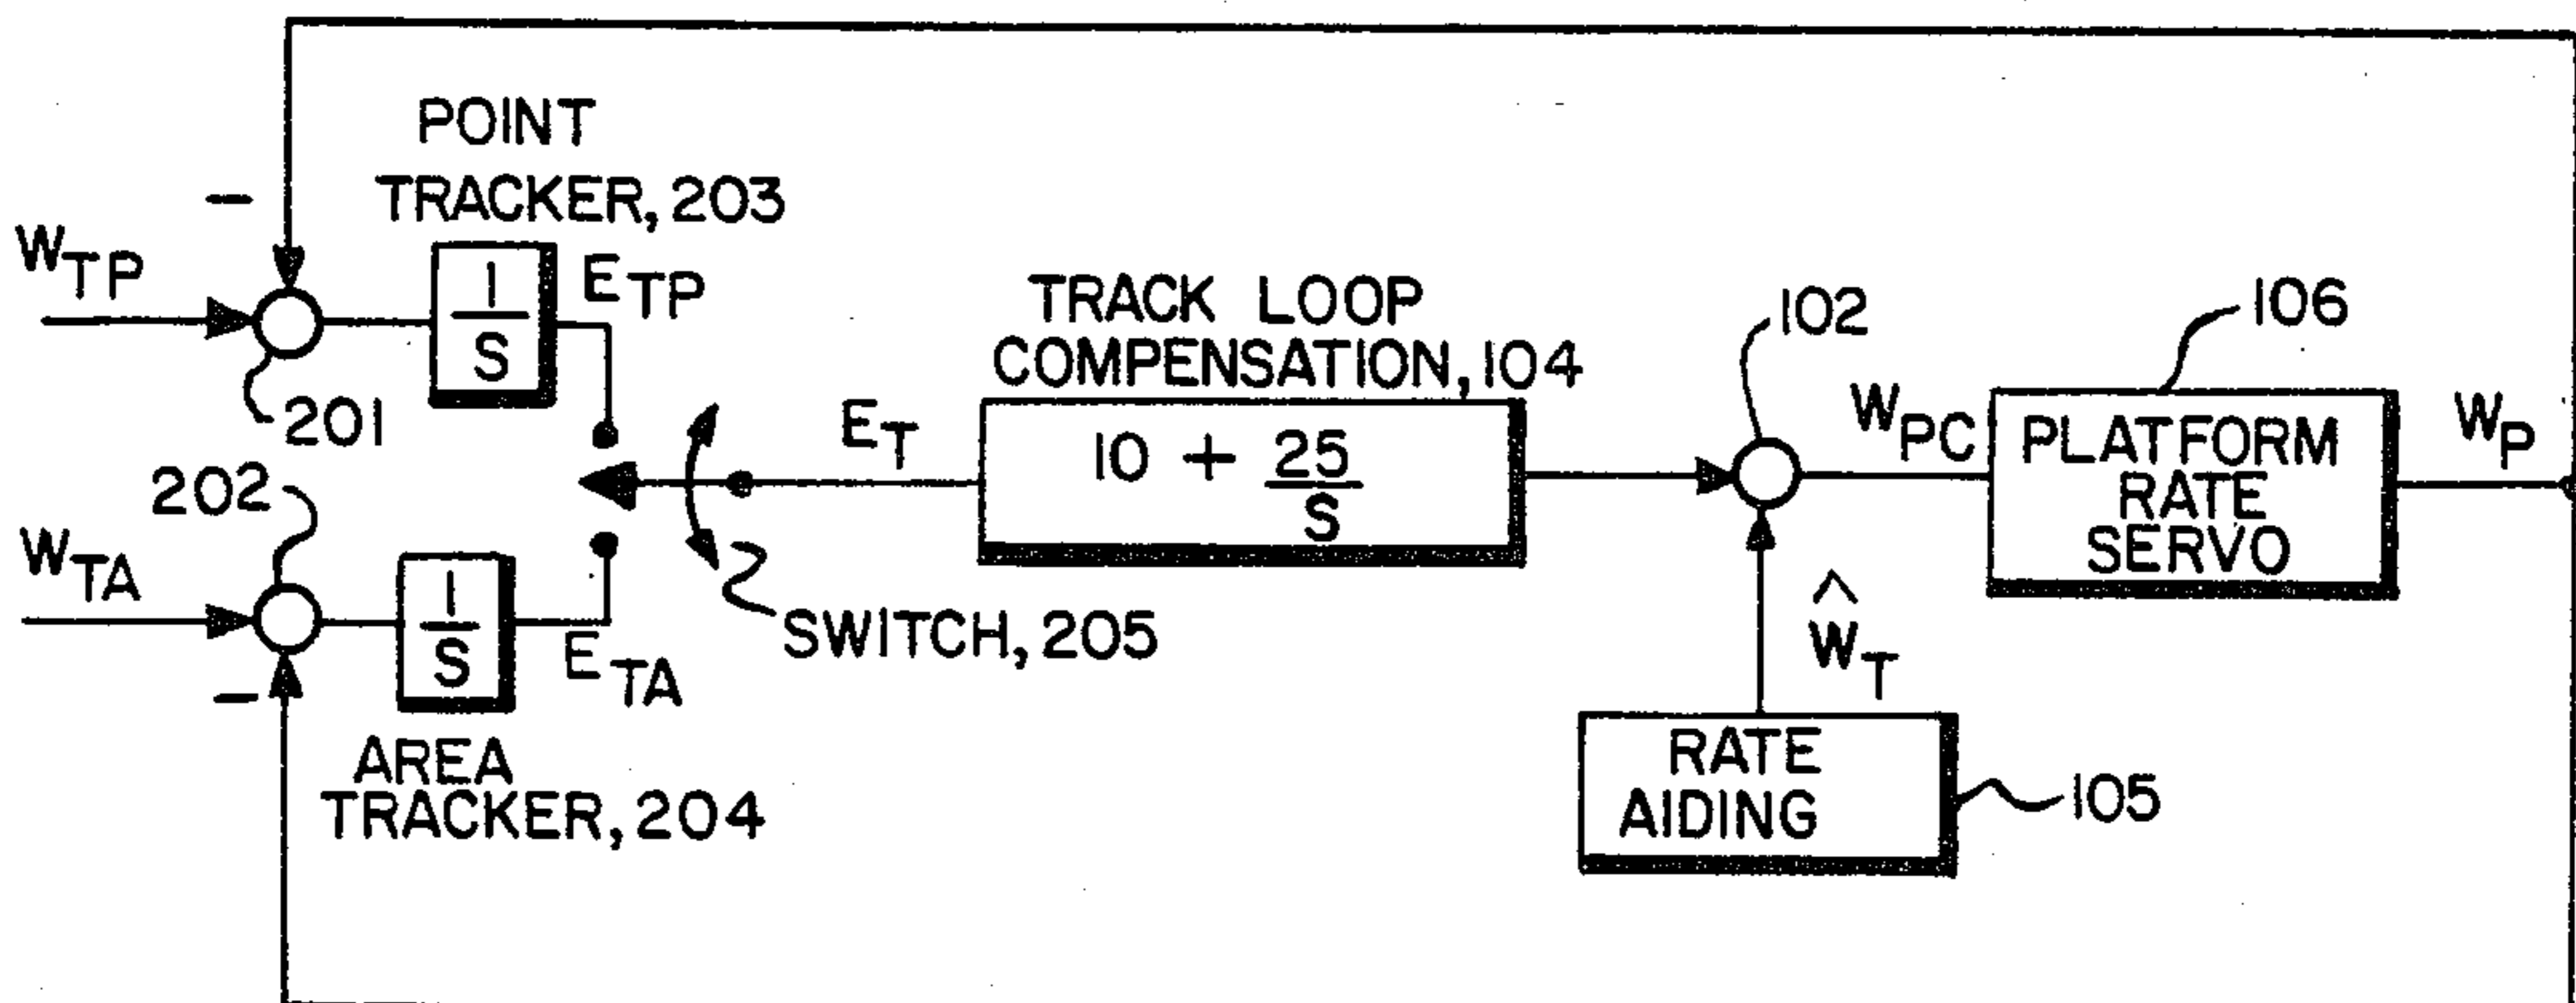 POINT
TRACKER, 203
W_TP
−
E_TP
1
S
201
TRACK LOOP
COMPENSATION, 104
10 + 25
S
102
106
W_PC
PLATFORM
RATE
SERVO
W_P
E_T
202
W_TA
−
1
S
E_TA
SWITCH, 205
AREA
TRACKER, 204
Ŵ_T
RATE
AIDING
105